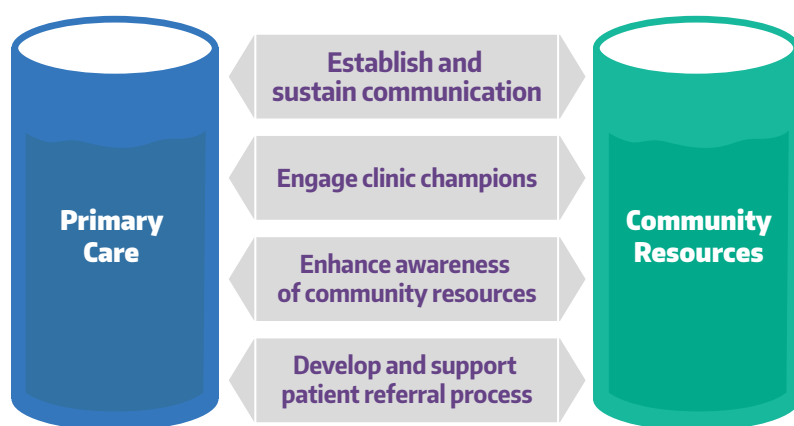 Establish and
sustain communication
Engage clinic champions
Primary
Care
Community
Resources
Enhance awareness
of community resources
Develop and support
patient referral process